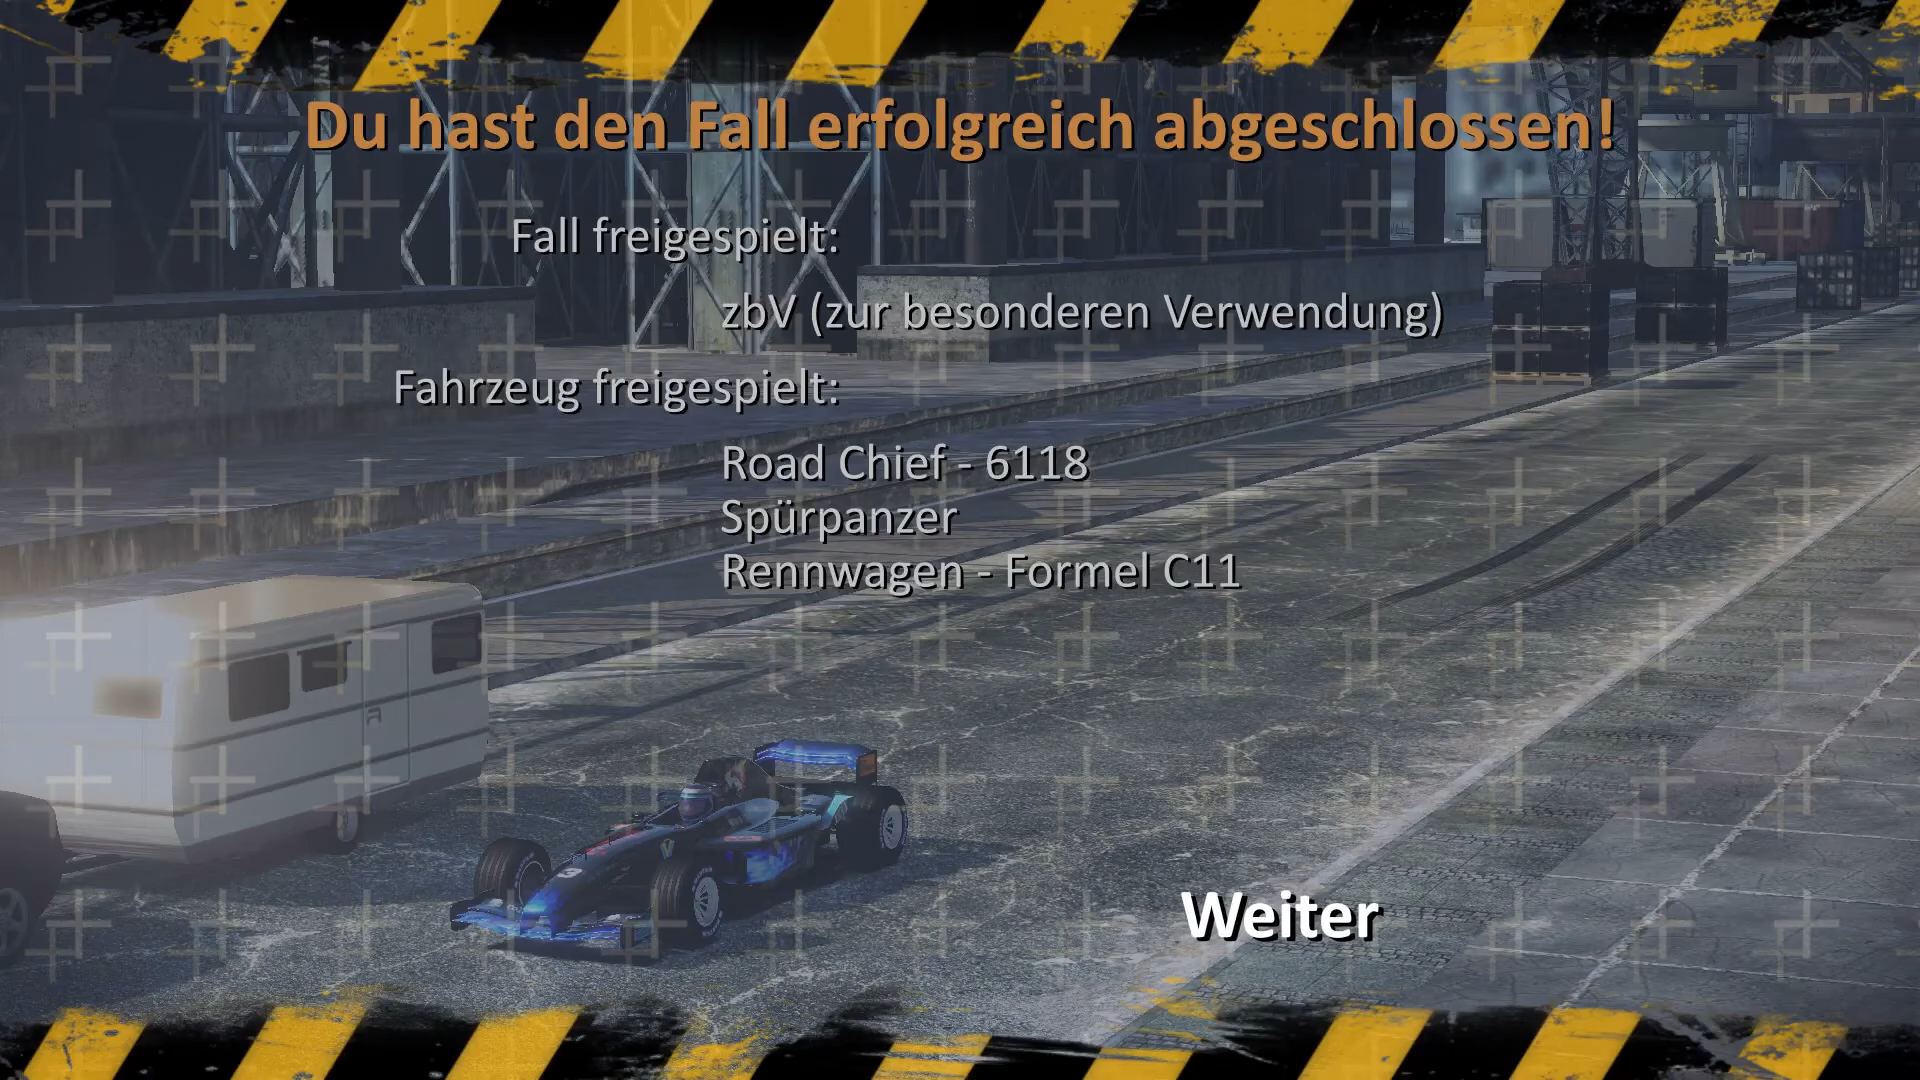 Du hast den Fall erfolgreich abgeschlossen!
Fall freigespielt:
zbV (zur besonderen Verwendung)
Fahrzeug freigespielt:
Road Chief - 6118
Spürpanzer
Rennwagen - Formel C11
3
Weiter